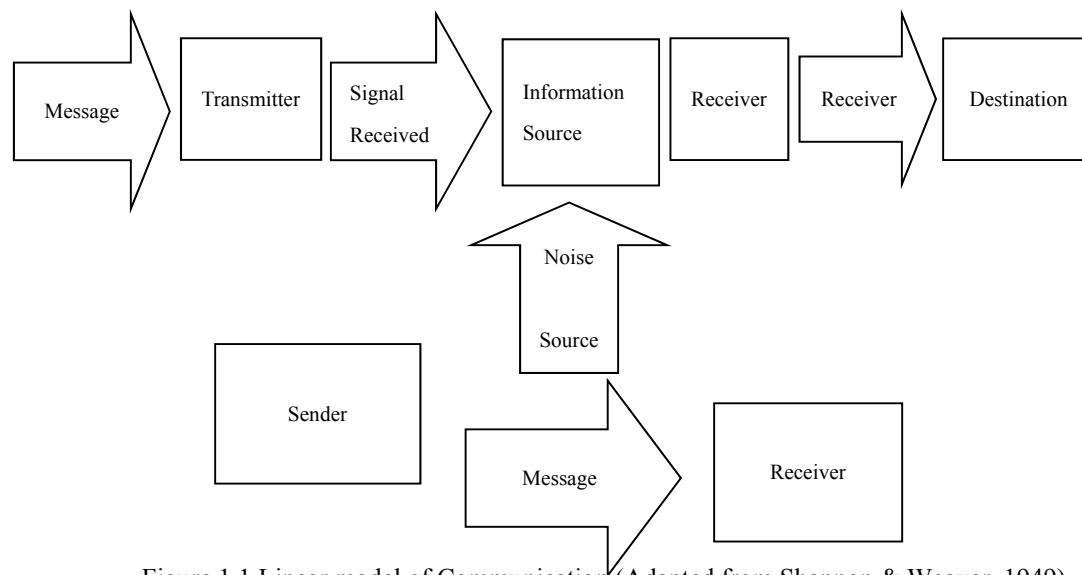 Message
Transmitter
Signal
Received
Information
Source
Receiver
Receiver
Destination
Noise
Source
Sender
Message
Receiver
Figure 1.1 Linear model of Communication (Adapted from Shannon & Weaver, 1949)